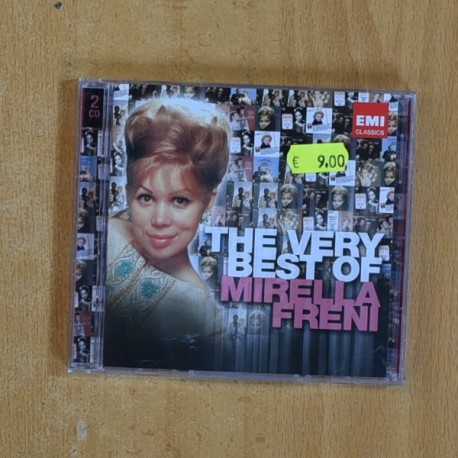 2
CD
EMI
CLASSICS
€ 9.00
THE VERY
BEST OF
MIRELLA
FRENI